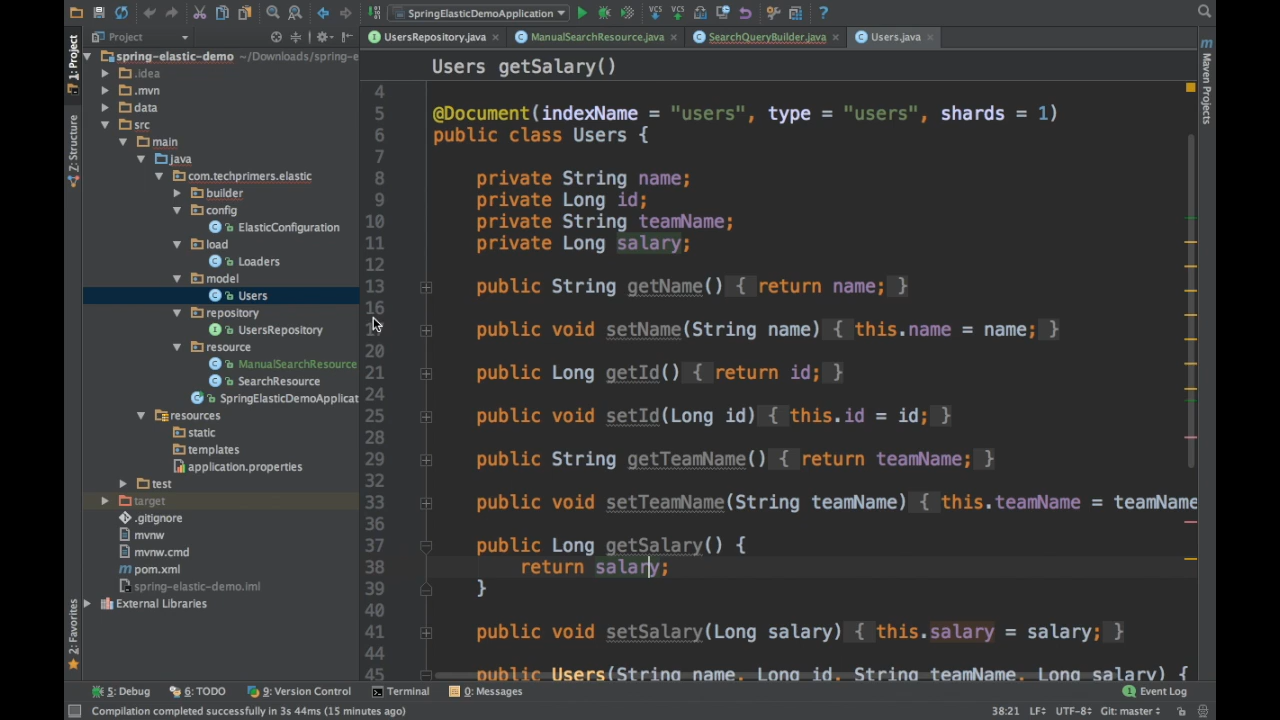 SpringElasticDemoApplication
Project
UsersRepository.java
ManualSearchResource.java
SearchQueryBuilder.java
Users.java
1: Project
Z: Structure
2: Favorites
Maven Projects
spring-elastic-demo ~/Downloads/spring-e
.idea
.mvn
data
src
main
java
com.techprimers.elastic
builder
config
ElasticConfiguration
load
Loaders
model
Users
repository
UsersRepository
resource
ManualSearchResource
SearchResource
SpringElasticDemoApplicat
resources
static
templates
application.properties
test
target
.gitignore
mvnw
mvnw.cmd
pom.xml
spring-elastic-demo.iml
External Libraries
Users getSalary()
4
5 @Document(indexName = "users", type = "users", shards = 1)
6 public class Users {
7
8 private String name;
9 private Long id;
10 private String teamName;
11 private Long salary;
12
13 public String getName() { return name; }
16
public void setName(String name) { this.name = name; }
20
21 public Long getId() { return id; }
24
25 public void setId(Long id) { this.id = id; }
28
29 public String getTeamName() { return teamName; }
32
33 public void setTeamName(String teamName) { this.teamName = teamName
36
37 public Long getSalary() {
38 return salary;
39 }
40
41 public void setSalary(Long salary) { this.salary = salary; }
44
45 public Users(String name, Long id, String teamName, Long salary) {
5: Debug
6: TODO
9: Version Control
Terminal
0: Messages
1 Event Log
Compilation completed successfully in 3s 44ms (15 minutes ago)
38:21 LF UTF-8 Git: master